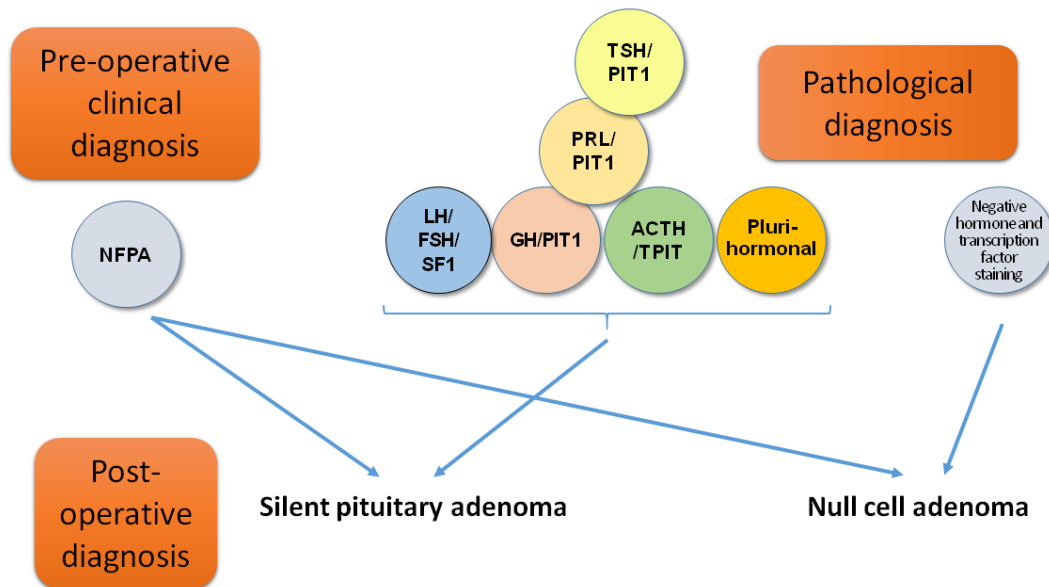 Pre-operative
clinical
diagnosis
TSH/
PIT1
Pathological
diagnosis
PRL/
PIT1
NFPA
LH/
FSH/
SF1
GH/PIT1
ACTH
/TPIT
Pluri-
hormonal
Negative
hormone and
transcription
factor
staining
Post-
operative
diagnosis
Silent pituitary adenoma
Null cell adenoma